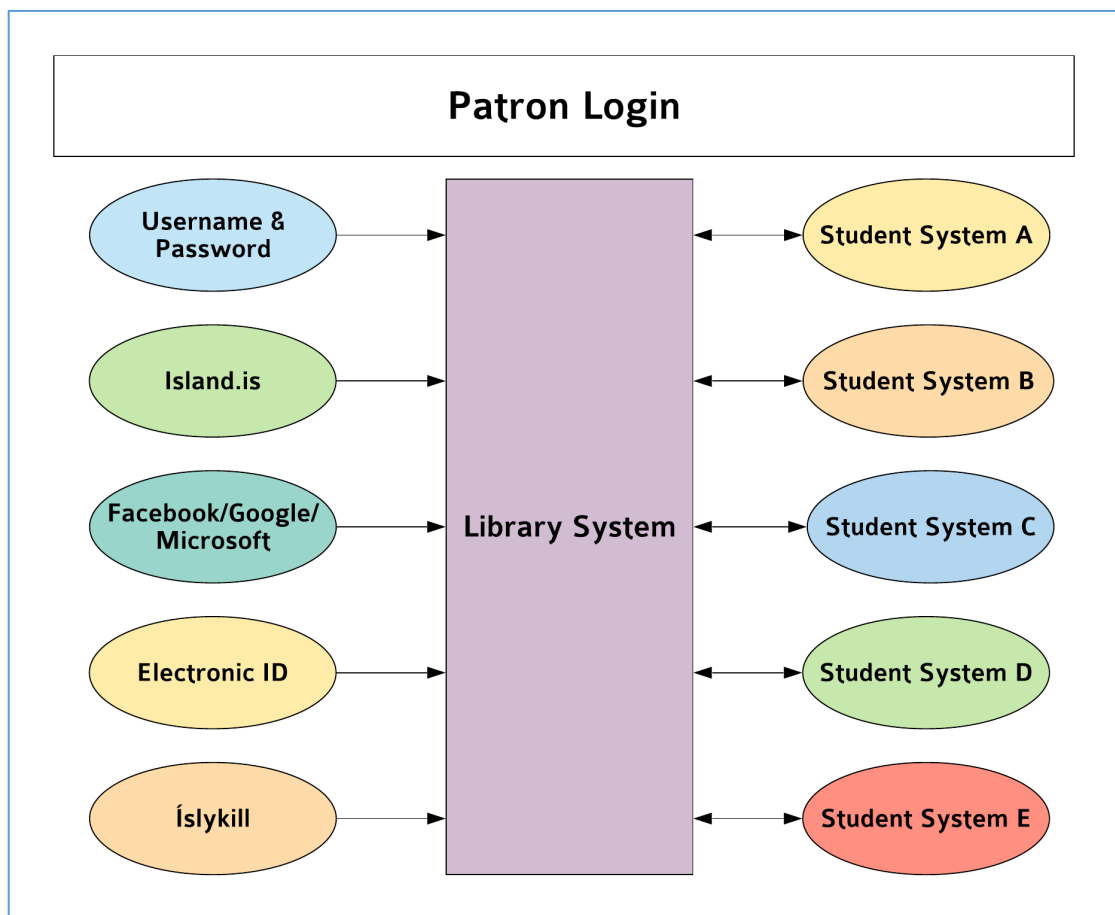 Patron Login
Username &
Password
Student System A
Island.is
Student System B
Facebook/Google/
Microsoft
Library System
Student System C
Electronic ID
Student System D
Íslykill
Student System E